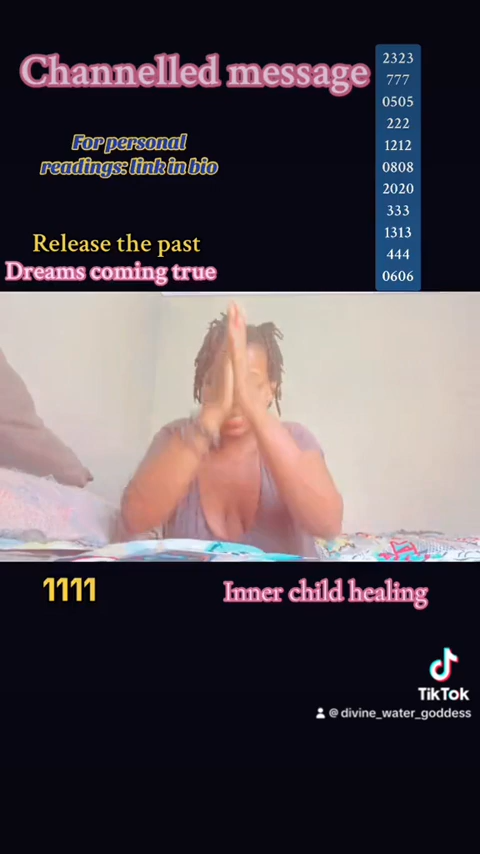 Channelled message
2323
777
0505
222
1212
0808
2020
333
1313
444
0606
For personal
readings: link in bio
Release the past
Dreams coming true
1111
Inner child healing
TikTok
@divine_water_goddess